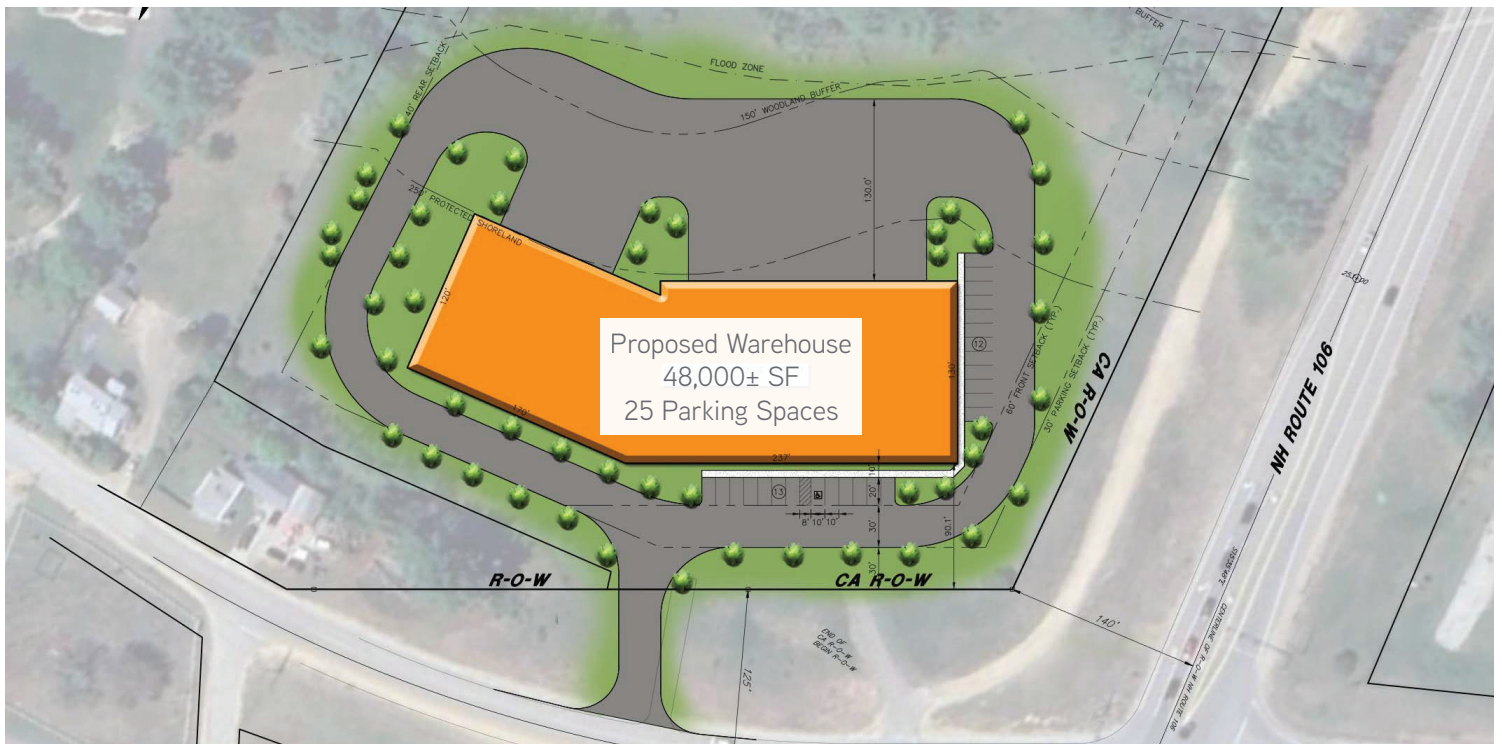 BUFFER
FLOOD ZONE
40' REAR SETBACK
150' WOODLAND BUFFER
130.0'
250' PROTECTED SHORELAND
120'
Proposed Warehouse
48,000± SF
25 Parking Spaces
12
130'
60' FRONT SETBACK (TYP.)
30' PARKING SETBACK (TYP.)
CA R-O-W
NH ROUTE 106
170'
237'
10'
13
20'
8' 10' 10'
30'
90.1'
30'
R-O-W
CA R-O-W
END OF
CA R-O-W
BEGIN R-O-W
125'
140'
CENTERLINE OF R-O-W NH ROUTE 106